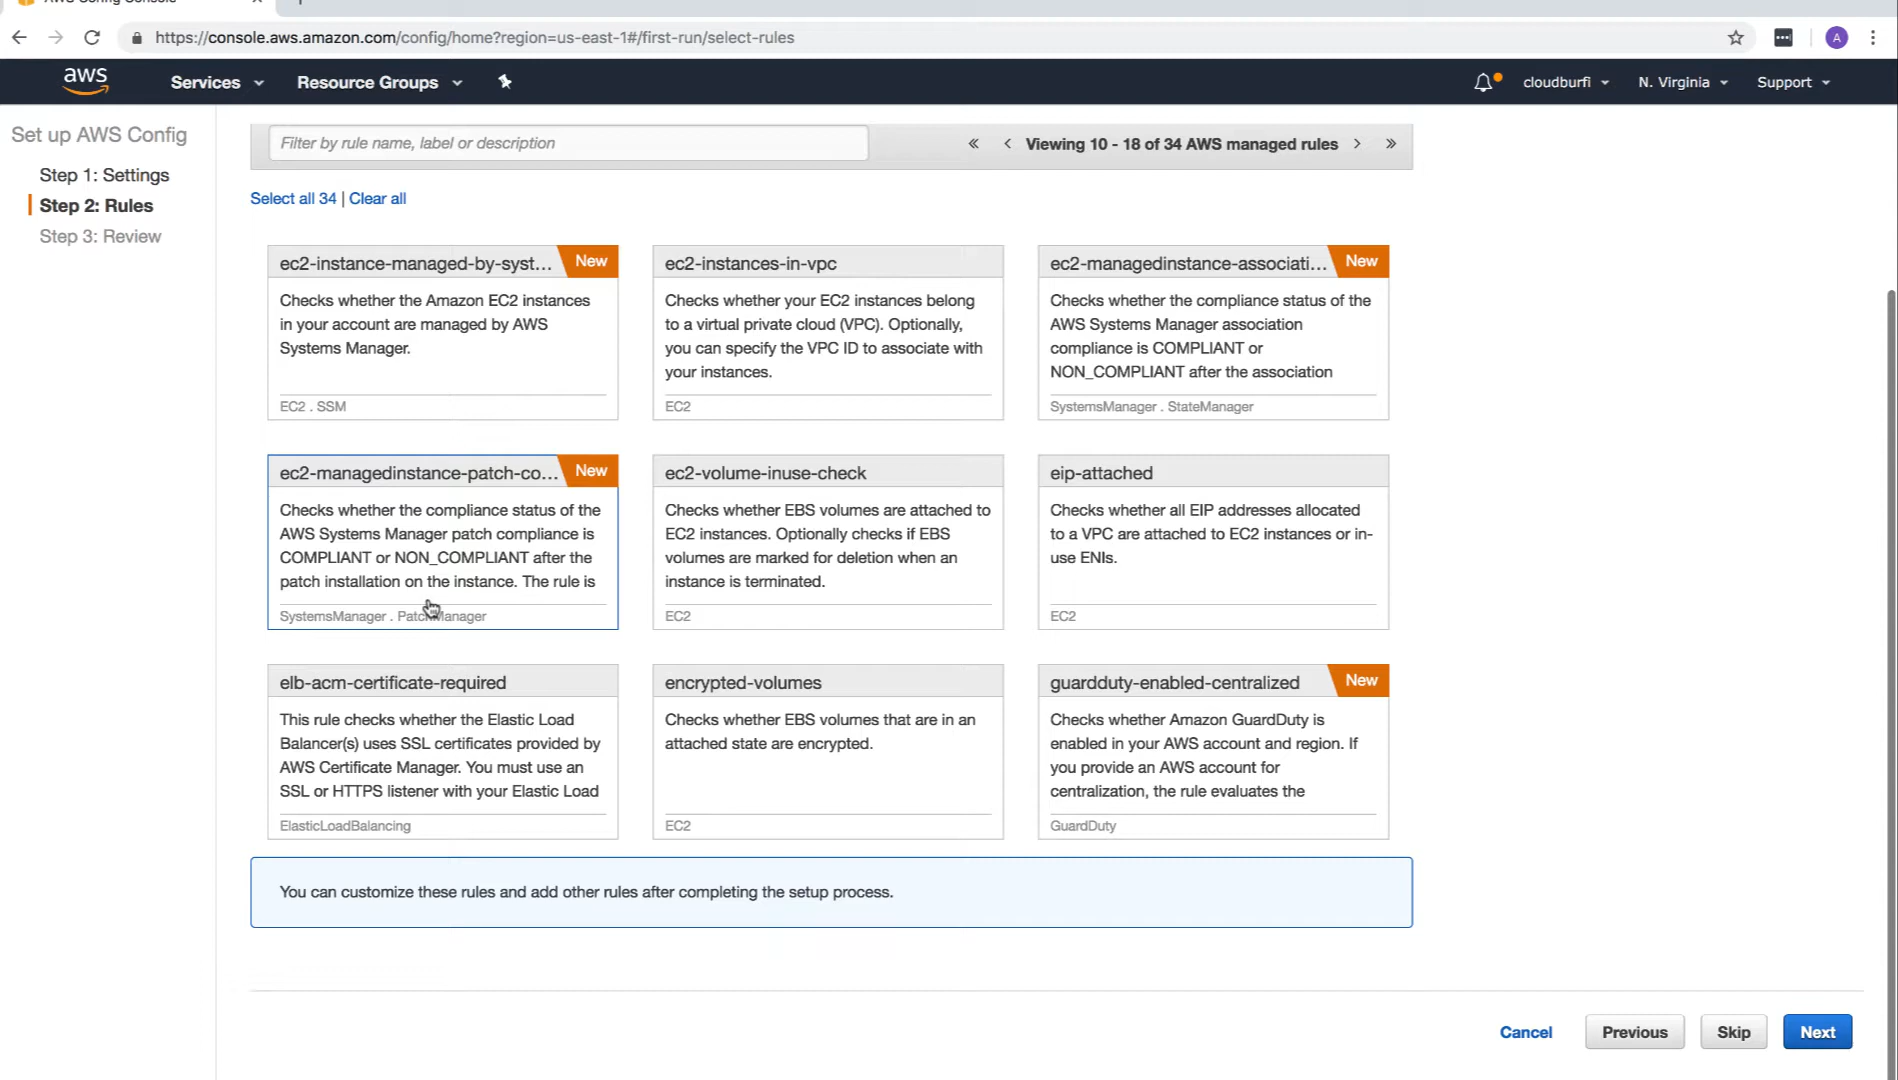 https://console.aws.amazon.com/config/home?region=us-east-1#/first-run/select-rules
A
aws
Services
Resource Groups
cloudburfi
N. Virginia
Support
Set up AWS Config
Step 1: Settings
Step 2: Rules
Step 3: Review
Filter by rule name, label or description
« ‹ Viewing 10 - 18 of 34 AWS managed rules › »
Select all 34 | Clear all
ec2-instance-managed-by-syst...
New
Checks whether the Amazon EC2 instances
in your account are managed by AWS
Systems Manager.
EC2 . SSM
ec2-instances-in-vpc
Checks whether your EC2 instances belong
to a virtual private cloud (VPC). Optionally,
you can specify the VPC ID to associate with
your instances.
EC2
ec2-managedinstance-associati...
New
Checks whether the compliance status of the
AWS Systems Manager association
compliance is COMPLIANT or
NON_COMPLIANT after the association
SystemsManager . StateManager
ec2-managedinstance-patch-co...
New
Checks whether the compliance status of the
AWS Systems Manager patch compliance is
COMPLIANT or NON_COMPLIANT after the
patch installation on the instance. The rule is
SystemsManager . PatchManager
ec2-volume-inuse-check
Checks whether EBS volumes are attached to
EC2 instances. Optionally checks if EBS
volumes are marked for deletion when an
instance is terminated.
EC2
eip-attached
Checks whether all EIP addresses allocated
to a VPC are attached to EC2 instances or in-
use ENIs.
EC2
elb-acm-certificate-required
This rule checks whether the Elastic Load
Balancer(s) uses SSL certificates provided by
AWS Certificate Manager. You must use an
SSL or HTTPS listener with your Elastic Load
ElasticLoadBalancing
encrypted-volumes
Checks whether EBS volumes that are in an
attached state are encrypted.
EC2
guardduty-enabled-centralized
New
Checks whether Amazon GuardDuty is
enabled in your AWS account and region. If
you provide an AWS account for
centralization, the rule evaluates the
GuardDuty
You can customize these rules and add other rules after completing the setup process.
Cancel
Previous
Skip
Next